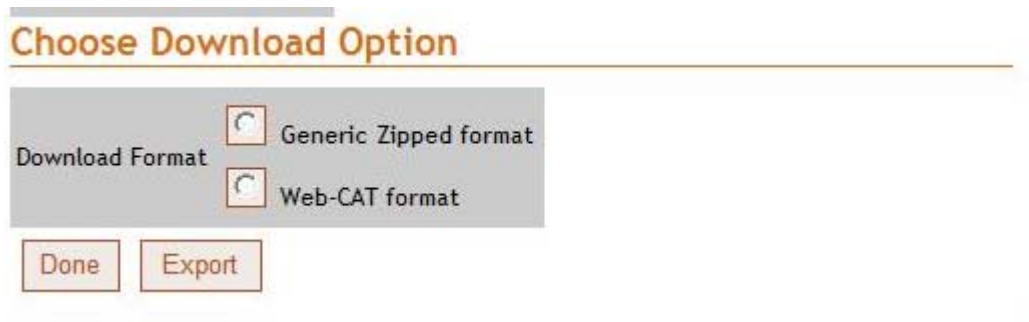 Choose Download Option
Download Format
Generic Zipped format
Web-CAT format
Done Export